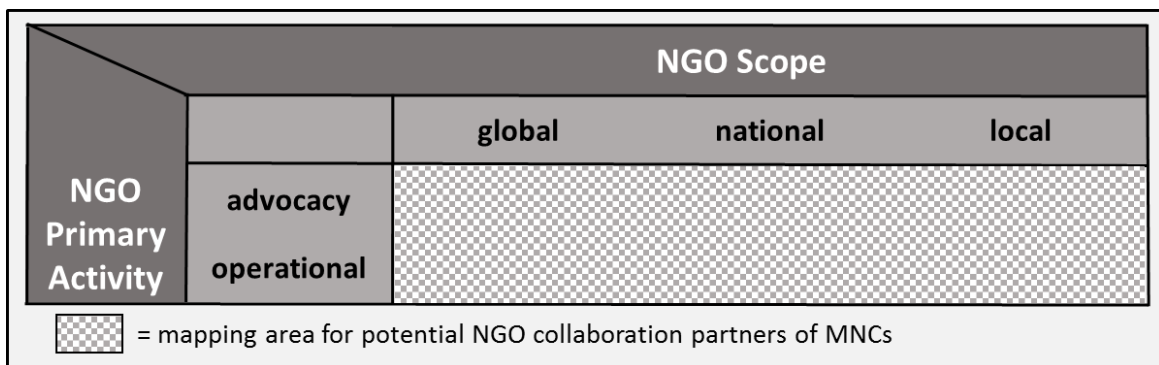 NGO Scope
global national local
NGO
Primary
Activity
advocacy
operational
= mapping area for potential NGO collaboration partners of MNCs